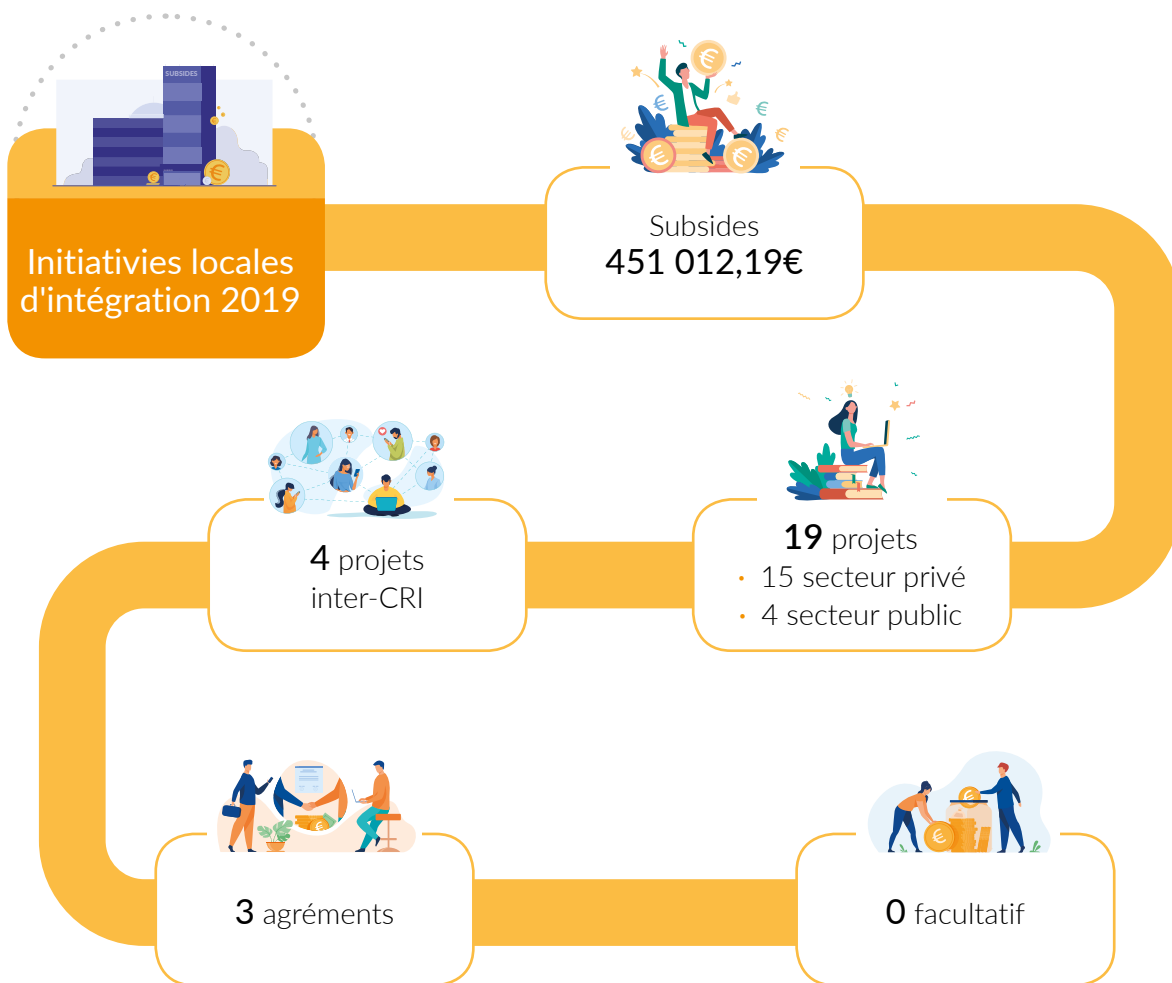 SUBSIDES
Initiativies locales
d'intégration 2019
Subsides
451 012,19€
19 projets
• 15 secteur privé
• 4 secteur public
4 projets
inter-CRI
3 agréments
0 facultatif